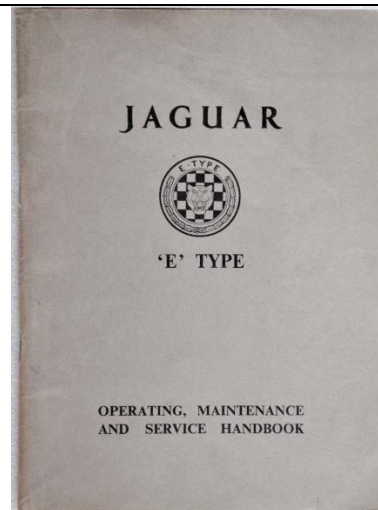 JAGUAR
E-TYPE
‘E’ TYPE
OPERATING, MAINTENANCE
AND SERVICE HANDBOOK